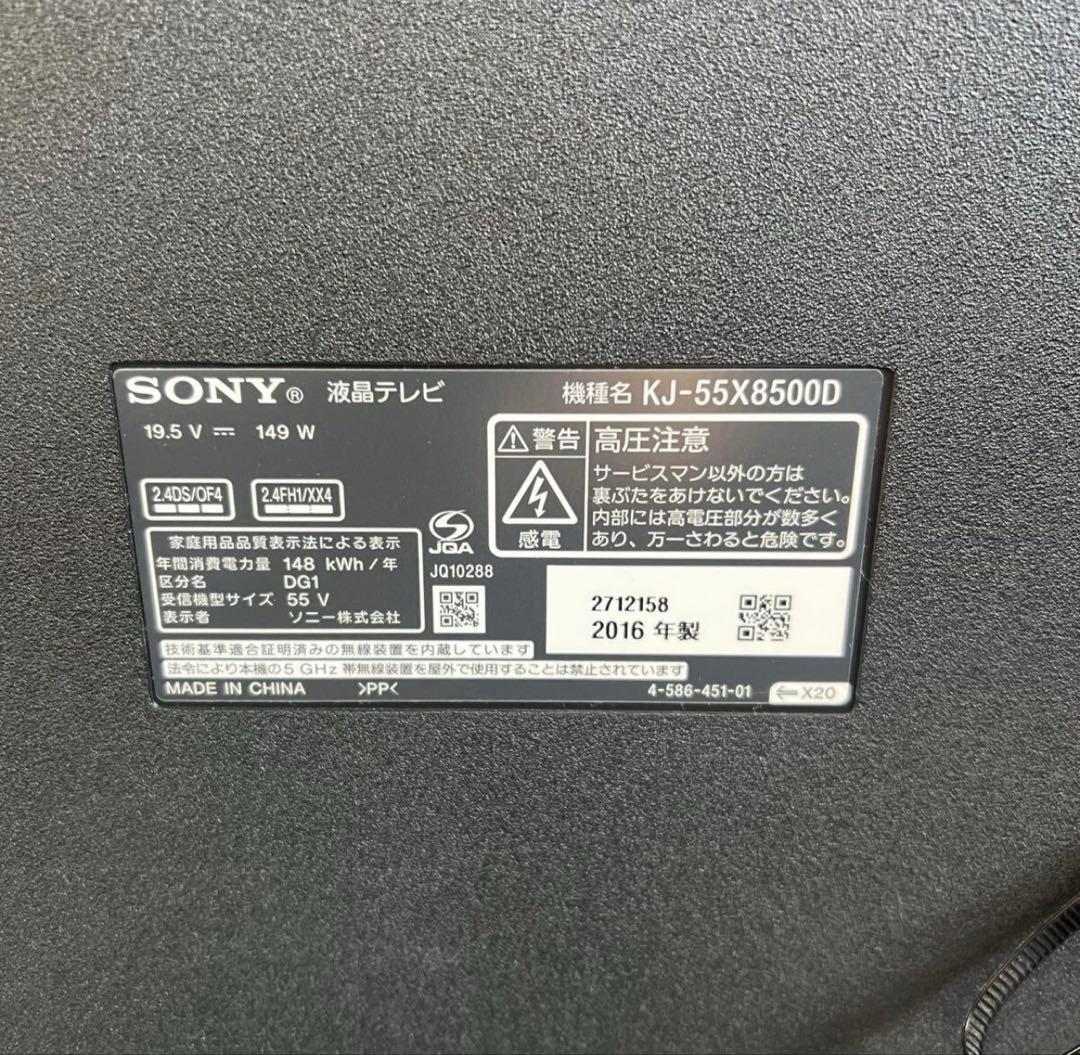 SONY® 液晶テレビ
機種名 KJ-55X8500D
19.5 V ⎓ 149 W
2.4DS/OF4
2.4FH1/XX4
⚠警告 高圧注意
感電
サービスマン以外の方は
裏ぶたをあけないでください。
内部には高電圧部分が数多く
あり、万一さわると危険です。
家庭用品品質表示法による表示
年間消費電力量 148 kWh / 年
区分名 DG1
受信機型サイズ 55 V
表示者 ソニー株式会社
JQA
JQ10288
2712158
2016 年製
技術基準適合証明済みの無線装置を内蔵しています
法令により本機の5 GHz 帯無線装置を屋外で使用することは禁止されています
MADE IN CHINA >PP<
4-586-451-01 ⇐X20